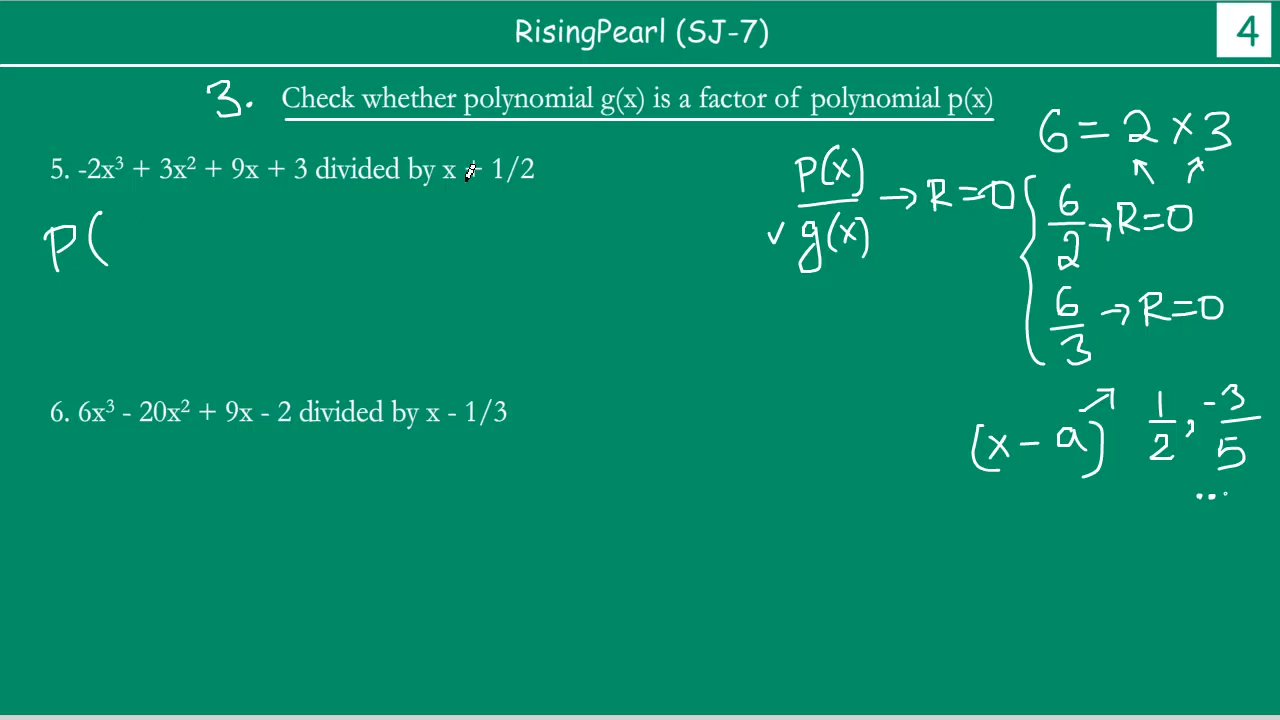 RisingPearl (SJ-7)
4
3. Check whether polynomial g(x) is a factor of polynomial p(x)
6 = 2 × 3
5. -2x³ + 3x² + 9x + 3 divided by x + 1/2
P(
P(x) / g(x) → R = 0
✓
6/2 → R = 0
6/3 → R = 0
6. 6x³ - 20x² + 9x - 2 divided by x - 1/3
(x - a) 1/2, -3/5
...